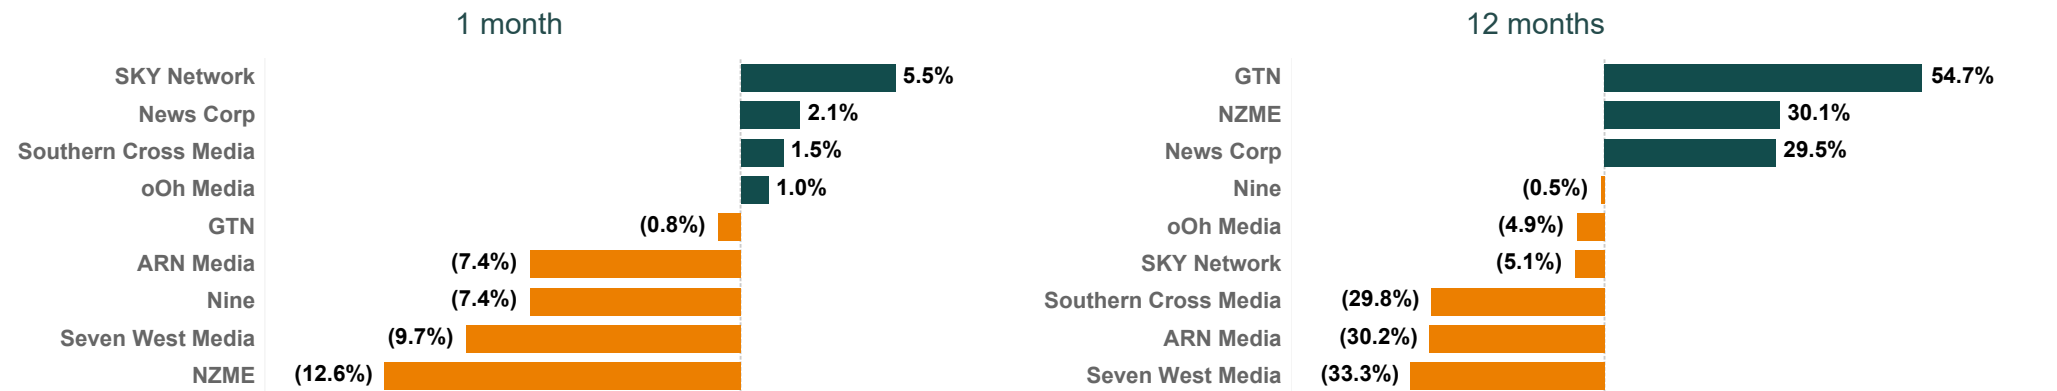 1 month
SKY Network 5.5%
News Corp 2.1%
Southern Cross Media 1.5%
oOh Media 1.0%
GTN (0.8%)
ARN Media (7.4%)
Nine (7.4%)
Seven West Media (9.7%)
NZME (12.6%)
12 months
GTN 54.7%
NZME 30.1%
News Corp 29.5%
Nine (0.5%)
oOh Media (4.9%)
SKY Network (5.1%)
Southern Cross Media (29.8%)
ARN Media (30.2%)
Seven West Media (33.3%)